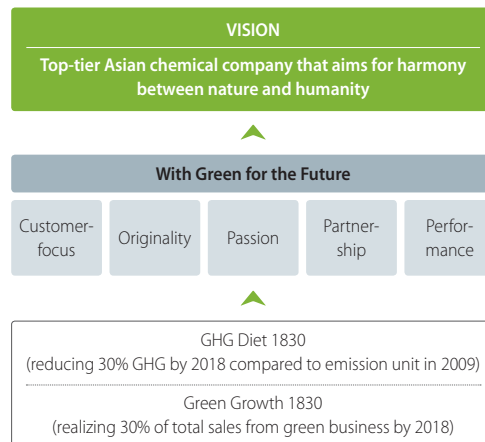 VISION
Top-tier Asian chemical company that aims for harmony
between nature and humanity
With Green for the Future
Customer-
focus
Originality
Passion
Partner-
ship
Perfor-
mance
GHG Diet 1830
(reducing 30% GHG by 2018 compared to emission unit in 2009)
Green Growth 1830
(realizing 30% of total sales from green business by 2018)